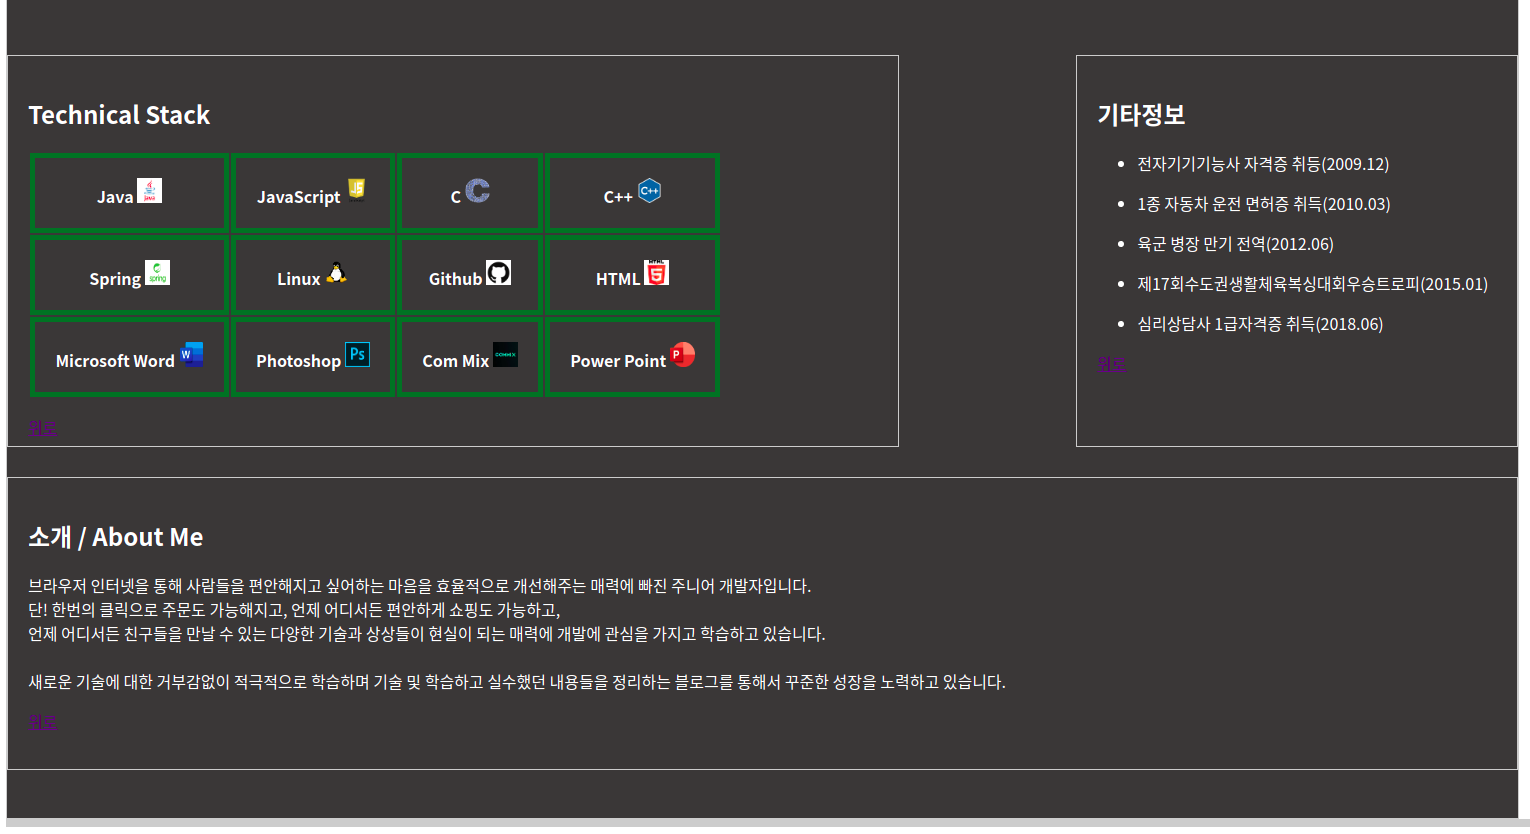 Technical Stack
Java
JavaScript JS
C
C++ C++
Spring spring
Linux
Github
HTML HTML 5
Microsoft Word W
Photoshop Ps
Com Mix COMMIX
Power Point P
뒤로
기타정보
전자기기기능사 자격증 취등(2009.12)
1종 자동차 운전 면허증 취득(2010.03)
육군 병장 만기 전역(2012.06)
제17회수도권생활체육복싱대회우승트로피(2015.01)
심리상담사 1급자격증 취득(2018.06)
뒤로
소개 / About Me
브라우저 인터넷을 통해 사람들을 편안해지고 싶어하는 마음을 효율적으로 개선해주는 매력에 빠진 주니어 개발자입니다.
단! 한번의 클릭으로 주문도 가능해지고, 언제 어디서든 편안하게 쇼핑도 가능하고,
언제 어디서든 친구들을 만날 수 있는 다양한 기술과 상상들이 현실이 되는 매력에 개발에 관심을 가지고 학습하고 있습니다.
새로운 기술에 대한 거부감없이 적극적으로 학습하며 기술 및 학습하고 실수했던 내용들을 정리하는 블로그를 통해서 꾸준한 성장을 노력하고 있습니다.
뒤로